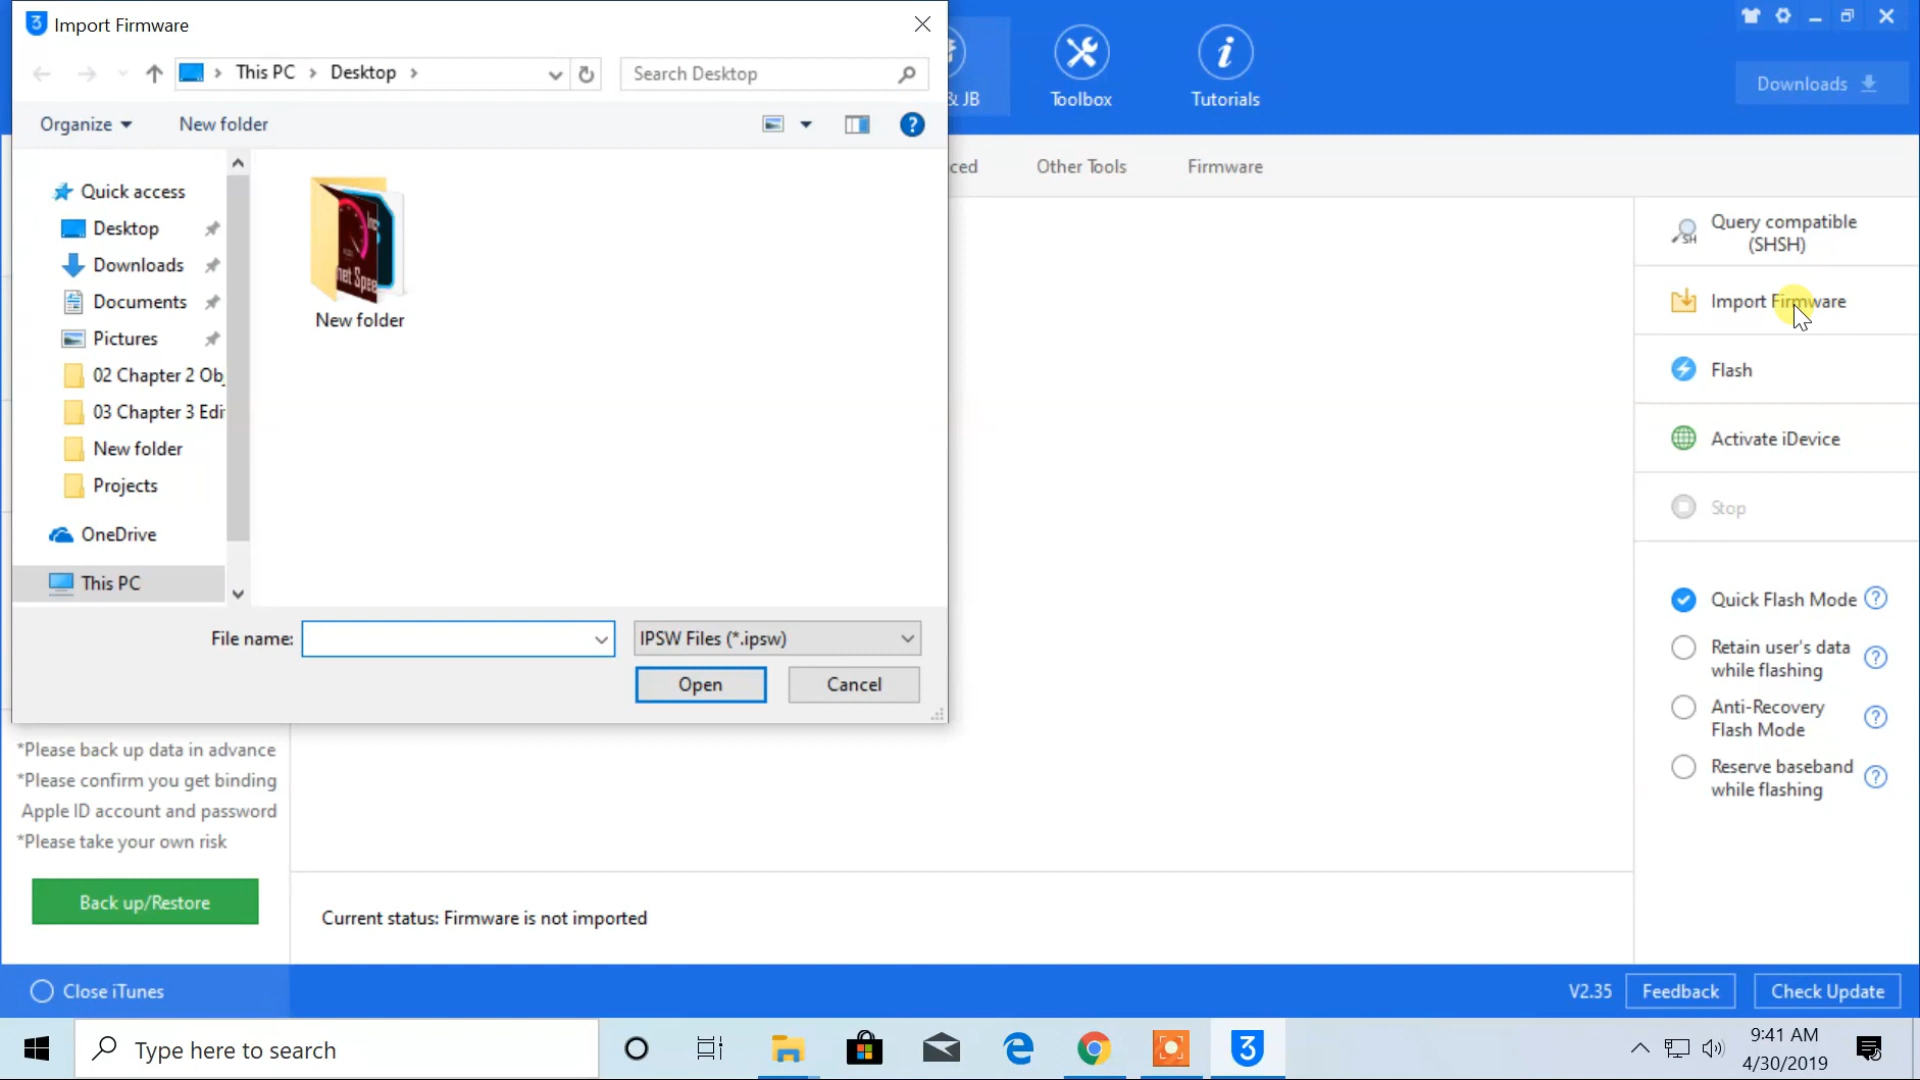 3 Import Firmware
This PC > Desktop >
Search Desktop
Organize
New folder
?
Quick access
Desktop
Downloads
Documents
Pictures
02 Chapter 2 Obj
03 Chapter 3 Edi
New folder
Projects
OneDrive
This PC
net Spee
New folder
File name:
IPSW Files (*.ipsw)
Open
Cancel
& JB
Toolbox
Tutorials
Downloads
ced
Other Tools
Firmware
SH
Query compatible
(SHSH)
Import Firmware
Flash
Activate iDevice
Stop
Quick Flash Mode ?
Retain user's data
while flashing ?
Anti-Recovery
Flash Mode ?
Reserve baseband
while flashing ?
*Please back up data in advance
*Please confirm you get binding
Apple ID account and password
*Please take your own risk
Back up/Restore
Current status: Firmware is not imported
Close iTunes
V2.35
Feedback
Check Update
Type here to search
3
9:41 AM
4/30/2019